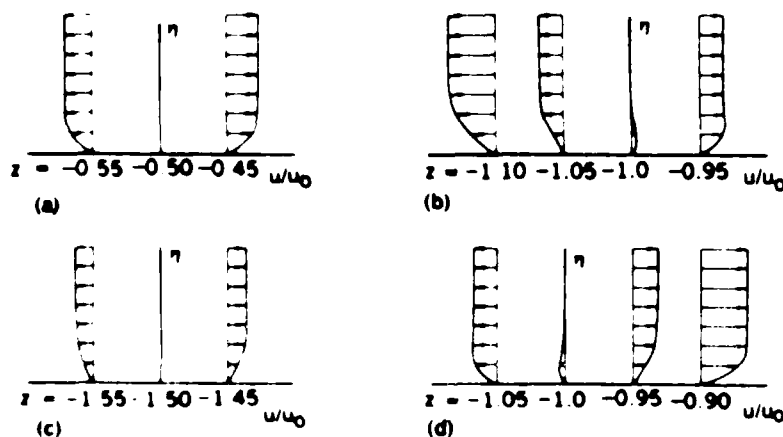 η
η
z = -0 55 -0 50 -0 45 u/u0
z = -1 10 -1.05 -1.0 -0.95 u/u0
(a)
(b)
η
η
z = -1 55 -1 50 -1 45 u/u0
z = -1.05 -1.0 -0.95 -0.90 u/u0
(c)
(d)